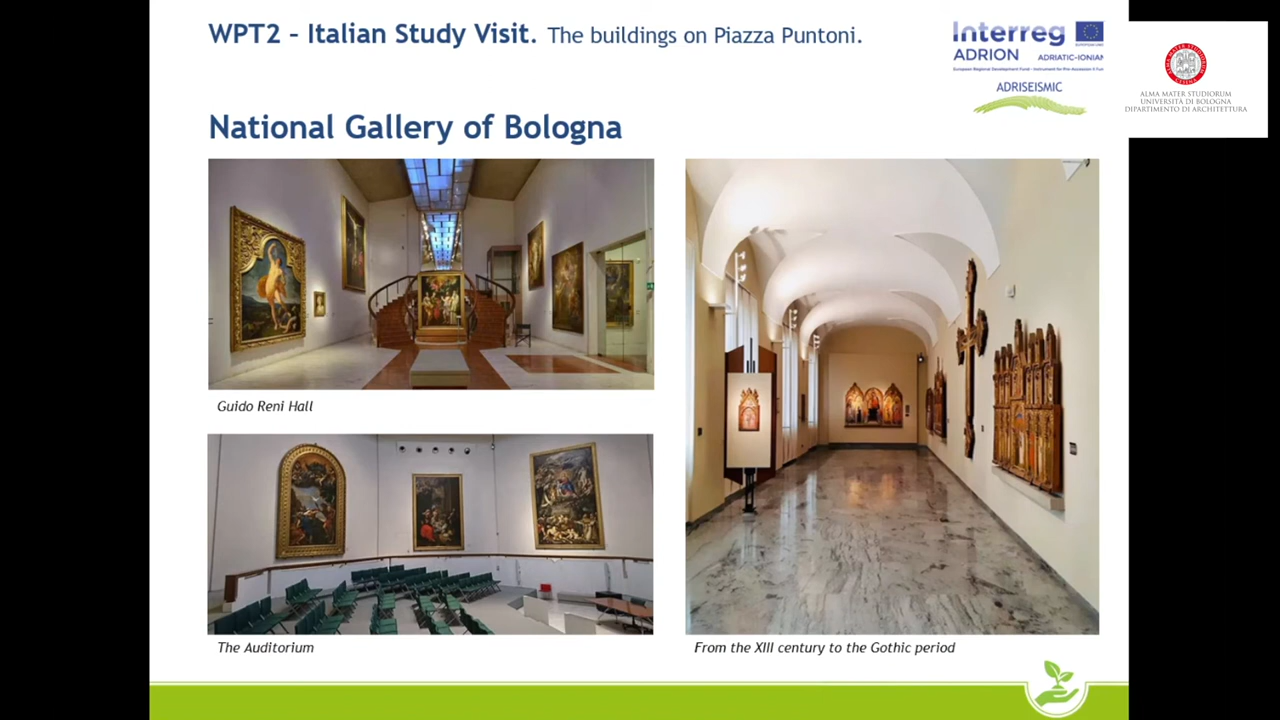 WPT2 – Italian Study Visit. The buildings on Piazza Puntoni.
Interreg
ADRION ADRIATIC-IONIAN
European Regional Development Fund - Instrument for Pre-Accession II Fun
ADRISEISMIC
ALMA MATER STUDIORUM
UNIVERSITÀ DI BOLOGNA
DIPARTIMENTO DI ARCHITETTURA
National Gallery of Bologna
Guido Reni Hall
The Auditorium
From the XIII century to the Gothic period